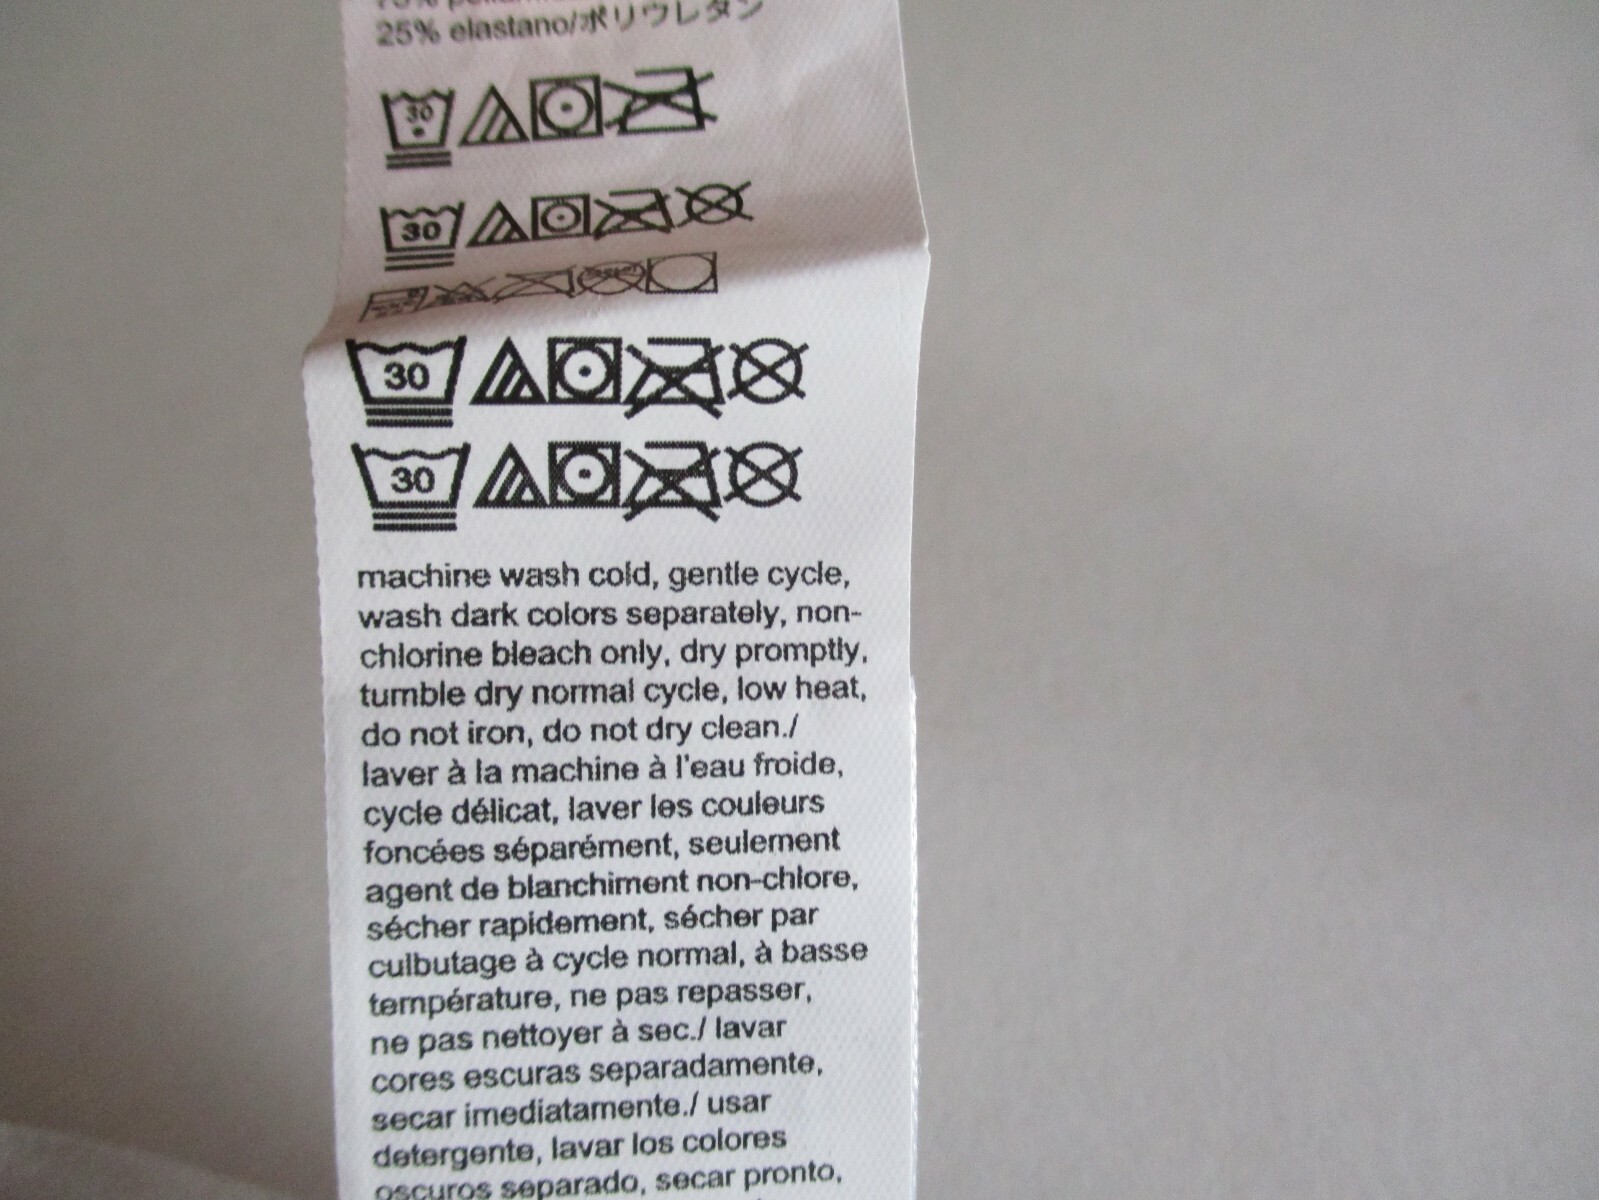 25% elastano/ポリウレタン
30
30
30
30
machine wash cold, gentle cycle,
wash dark colors separately, non-
chlorine bleach only, dry promptly,
tumble dry normal cycle, low heat,
do not iron, do not dry clean./
laver à la machine à l'eau froide,
cycle délicat, laver les couleurs
foncées séparément, seulement
agent de blanchiment non-chlore,
sécher rapidement, sécher par
culbutage à cycle normal, à basse
température, ne pas repasser,
ne pas nettoyer à sec./ lavar
cores escuras separadamente,
secar imediatamente./ usar
detergente, lavar los colores
oscuros separado, secar pronto,